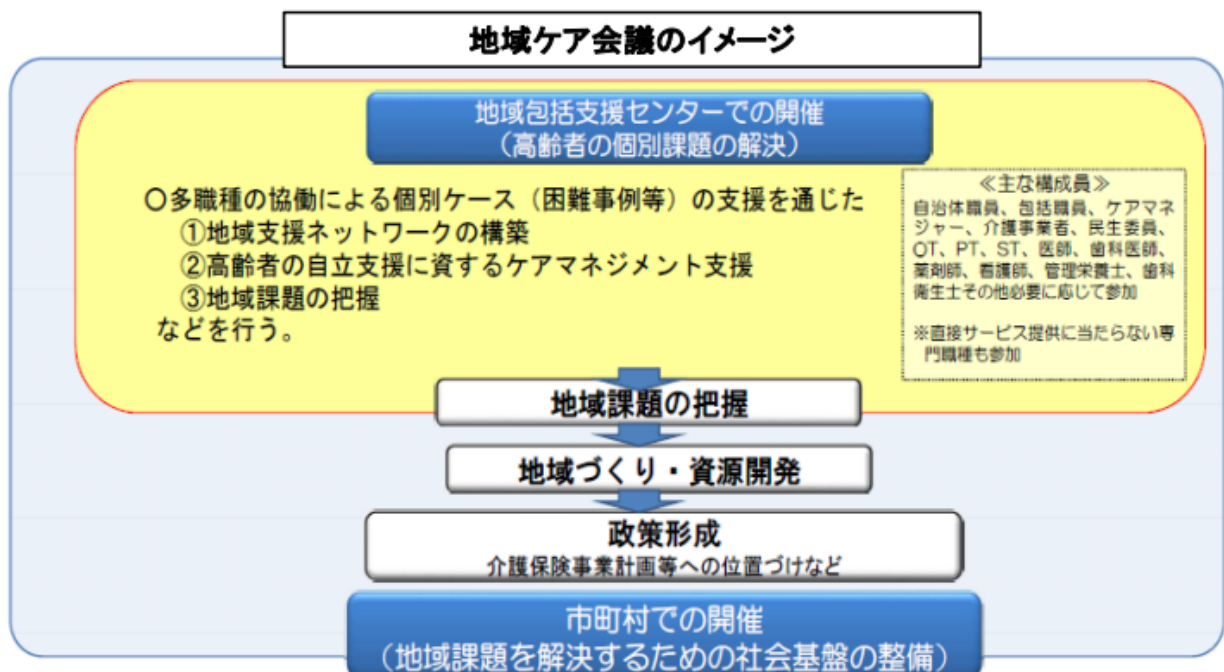 地域ケア会議のイメージ
地域包括支援センターでの開催
（高齢者の個別課題の解決）
〇多職種の協働による個別ケース（困難事例等）の支援を通じた
①地域支援ネットワークの構築
②高齢者の自立支援に資するケアマネジメント支援
③地域課題の把握
などを行う。
≪主な構成員≫
自治体職員、包括職員、ケアマネ
ジャー、介護事業者、民生委員、
OT、PT、ST、医師、歯科医師、
薬剤師、看護師、管理栄養士、歯科
衛生士その他必要に応じて参加
※直接サービス提供に当たらない専
門職種も参加
地域課題の把握
地域づくり・資源開発
政策形成
介護保険事業計画等への位置づけなど
市町村での開催
（地域課題を解決するための社会基盤の整備）